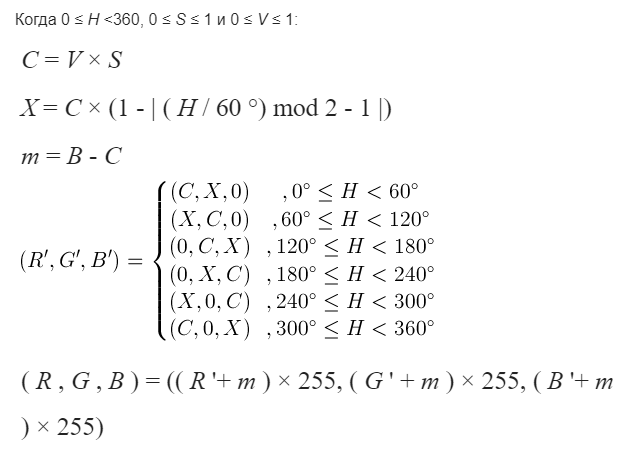 Когда 0 ≤ H <360, 0 ≤ S ≤ 1 и 0 ≤ V ≤ 1:
C = V × S
X = C × (1 - | ( H / 60 °) mod 2 - 1 |)
m = B - C
(R′, G′, B′) =
(C, X, 0) , 0° ≤ H < 60°
(X, C, 0) , 60° ≤ H < 120°
(0, C, X) , 120° ≤ H < 180°
(0, X, C) , 180° ≤ H < 240°
(X, 0, C) , 240° ≤ H < 300°
(C, 0, X) , 300° ≤ H < 360°
( R , G , B ) = (( R '+ m ) × 255, ( G ' + m ) × 255, ( B '+ m
) × 255)